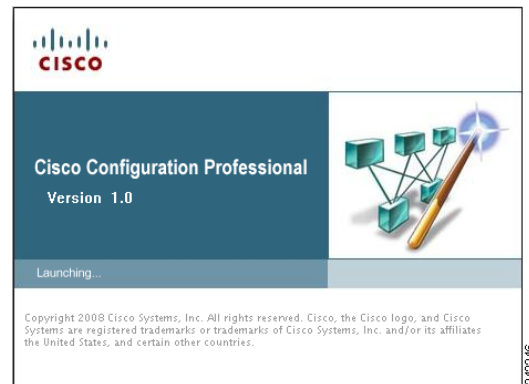 CISCO
Cisco Configuration Professional
Version 1.0
Launching...
Copyright 2008 Cisco Systems, Inc. All rights reserved. Cisco, the Cisco logo, and Cisco
Systems are registered trademarks or trademarks of Cisco Systems, Inc. and/or its affiliates
the United States, and certain other countries.